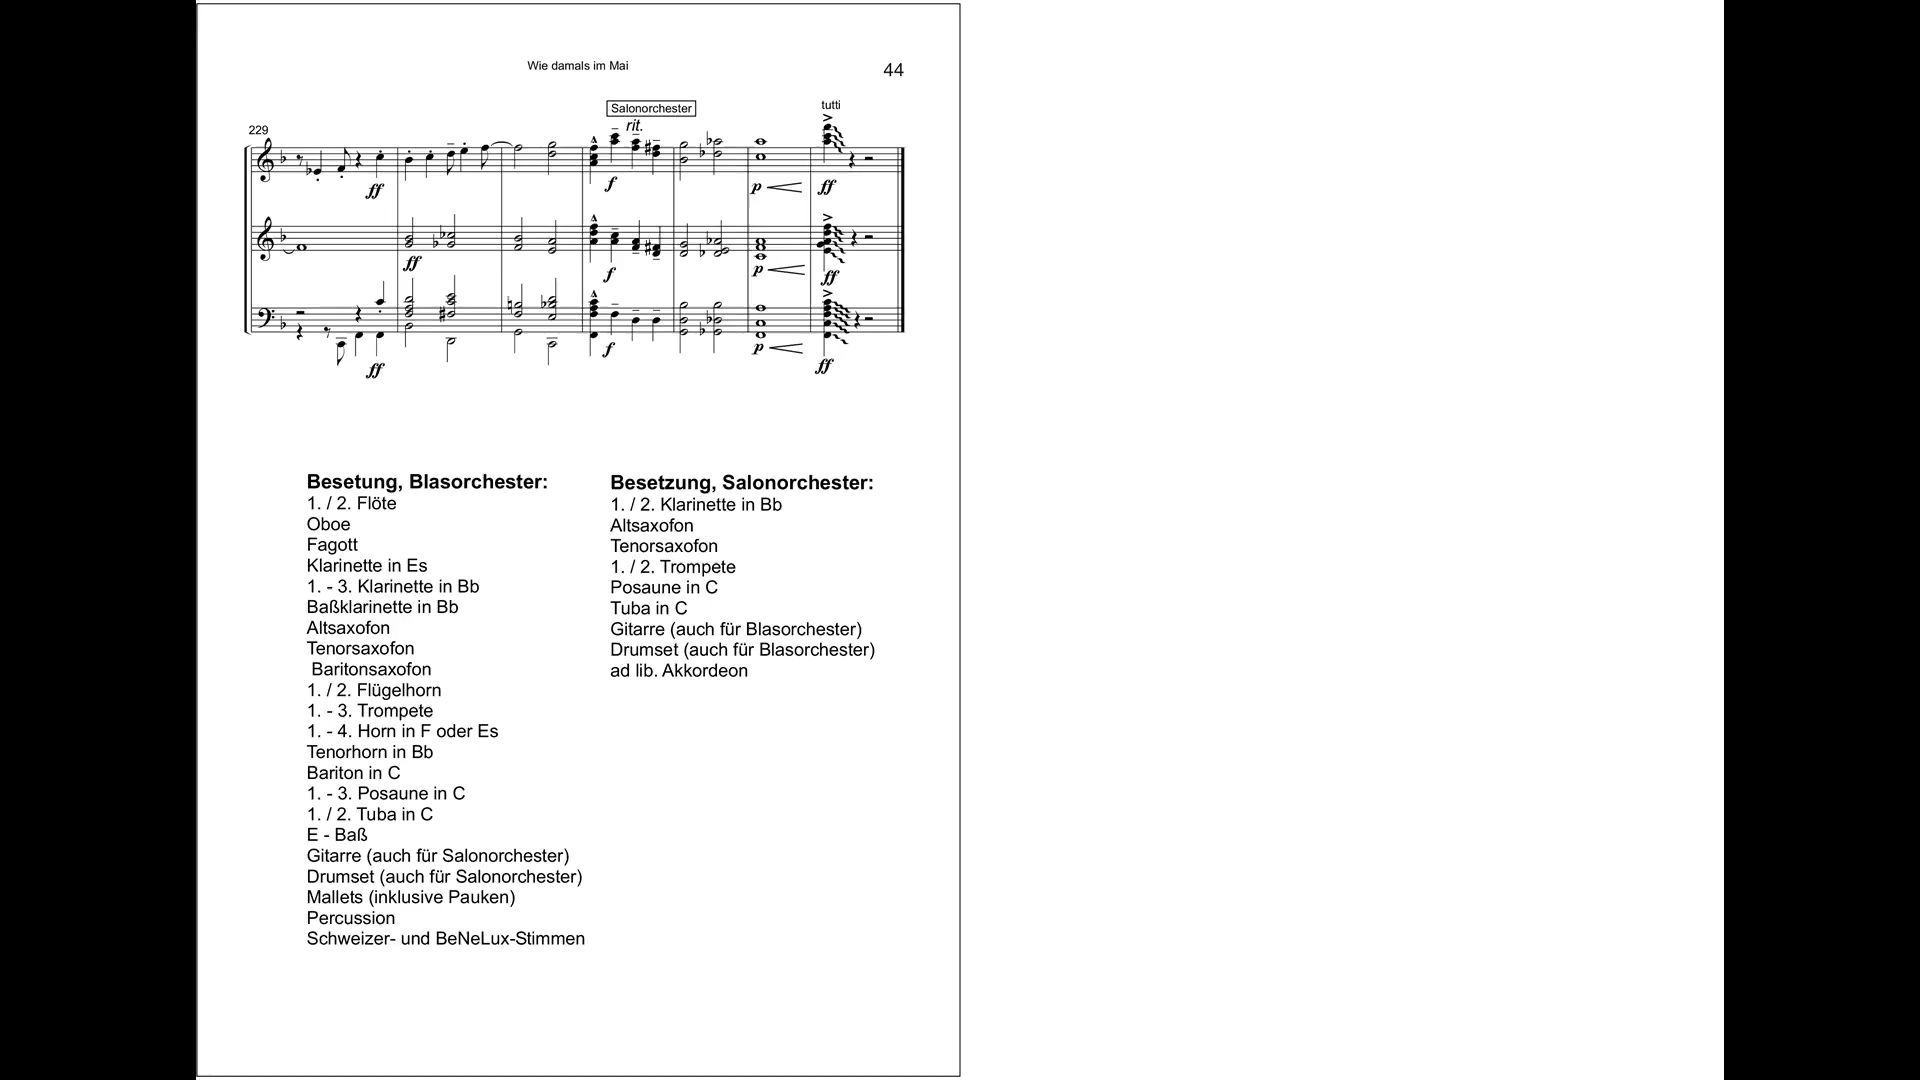 Wie damals im Mai
44
Salonorchester
tutti
rit.
229
ff
f
p
ff
ff
f
p
ff
ff
f
p
ff
Besetung, Blasorchester:
1. / 2. Flöte
Oboe
Fagott
Klarinette in Es
1. - 3. Klarinette in Bb
Baßklarinette in Bb
Altsaxofon
Tenorsaxofon
Baritonsaxofon
1. / 2. Flügelhorn
1. - 3. Trompete
1. - 4. Horn in F oder Es
Tenorhorn in Bb
Bariton in C
1. - 3. Posaune in C
1. / 2. Tuba in C
E - Baß
Gitarre (auch für Salonorchester)
Drumset (auch für Salonorchester)
Mallets (inklusive Pauken)
Percussion
Schweizer- und BeNeLux-Stimmen
Besetzung, Salonorchester:
1. / 2. Klarinette in Bb
Altsaxofon
Tenorsaxofon
1. / 2. Trompete
Posaune in C
Tuba in C
Gitarre (auch für Blasorchester)
Drumset (auch für Blasorchester)
ad lib. Akkordeon